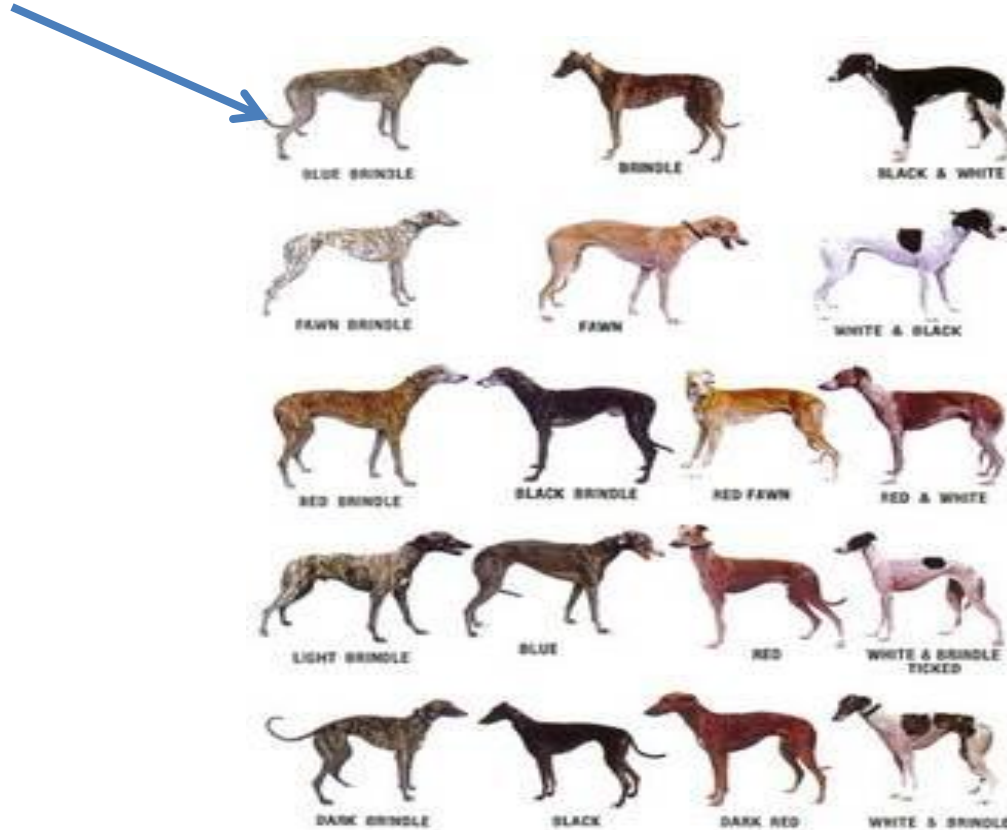 BLUE BRINDLE
BRINDLE
BLACK & WHITE
FAWN BRINDLE
FAWN
WHITE & BLACK
RED BRINDLE
BLACK BRINDLE
RED FAWN
RED & WHITE
LIGHT BRINDLE
BLUE
RED
WHITE & BRINDLE
TICKED
DARK BRINDLE
BLACK
DARK RED
WHITE & BRINDLE